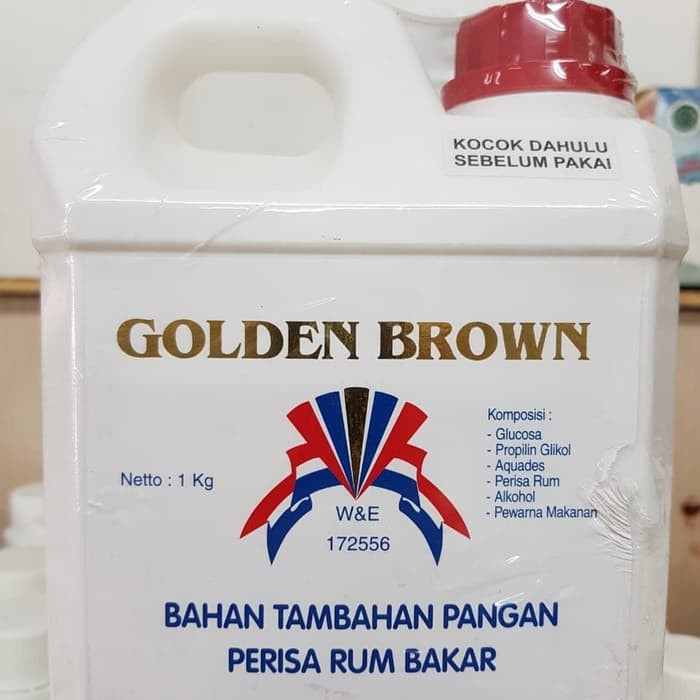 KOCOK DAHULU
SEBELUM PAKAI
GOLDEN BROWN
Netto : 1 Kg
W&E
172556
Komposisi :
- Glucosa
- Propilin Glikol
- Aquades
- Perisa Rum
- Alkohol
- Pewarna Makanan
BAHAN TAMBAHAN PANGAN
PERISA RUM BAKAR